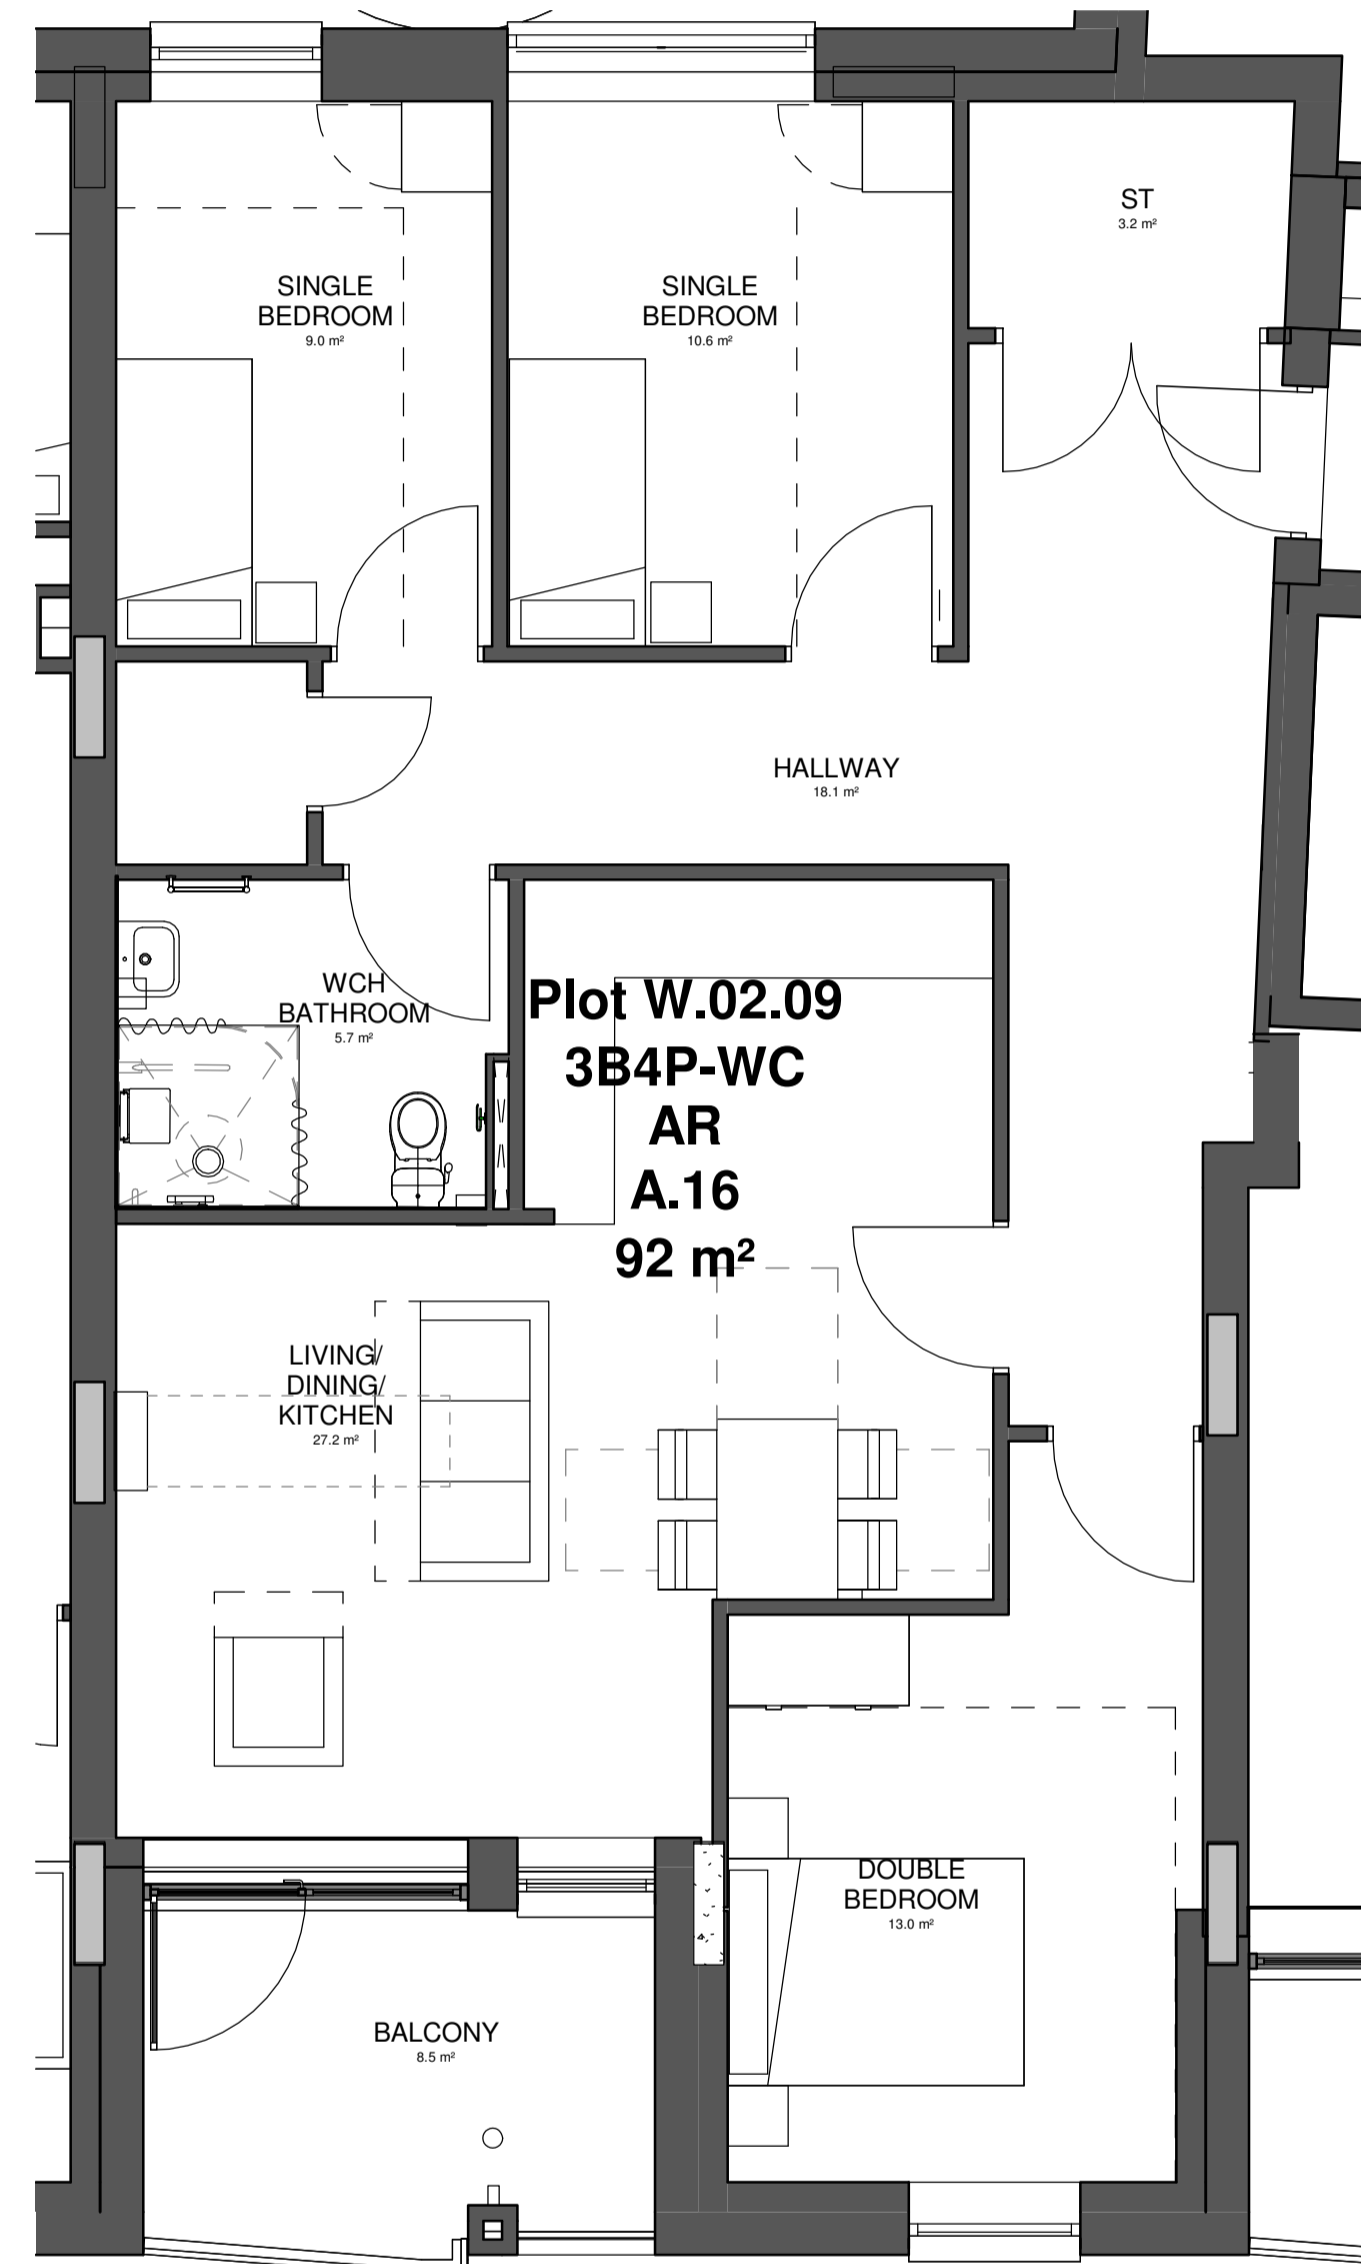 ST
3.2 m²
SINGLE
BEDROOM
9.0 m²
SINGLE
BEDROOM
10.6 m²
HALLWAY
18.1 m²
WCH
BATHROOM
5.7 m²
Plot W.02.09
3B4P-WC
AR
A.16
92 m²
LIVING/
DINING/
KITCHEN
27.2 m²
DOUBLE
BEDROOM
13.0 m²
BALCONY
8.5 m²